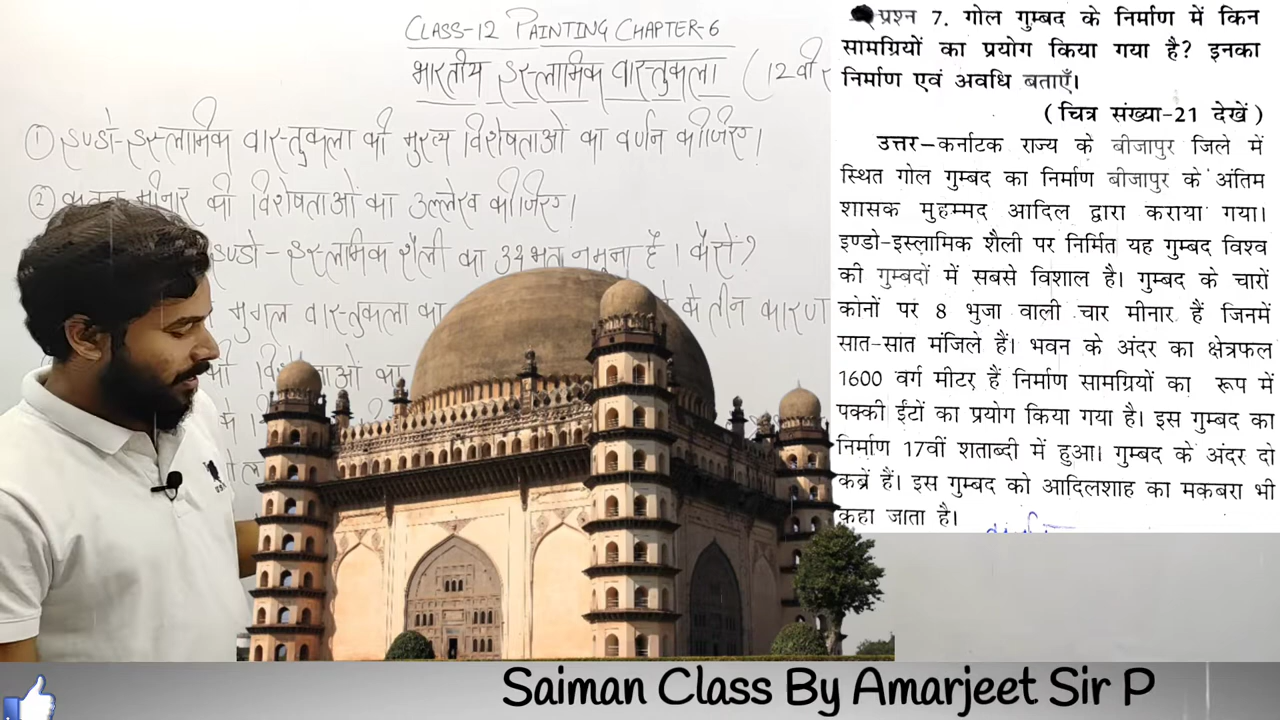 CLASS-12 PAINTING CHAPTER-6
भारतीय इस्लामिक वास्तुकला (12वी
① इण्डो-इस्लामिक वास्तुकला की मुख्य विशेषताओं का वर्णन कीजिए।
② मीनार की विशेषताओं का उल्लेख कीजिए।
इण्डो-इस्लामिक शैली का नमूना है। कैसे?
मुगल वास्तुकला का के तीन कारण
की विशेषताओं का
प्रश्न 7. गोल गुम्बद के निर्माण में किन
सामग्रियों का प्रयोग किया गया है? इनका
निर्माण एवं अवधि बताएँ।
(चित्र संख्या-21 देखें)
उत्तर–कर्नाटक राज्य के बीजापुर जिले में
स्थित गोल गुम्बद का निर्माण बीजापुर के अंतिम
शासक मुहम्मद आदिल द्वारा कराया गया।
इण्डो-इस्लामिक शैली पर निर्मित यह गुम्बद विश्व
की गुम्बदों में सबसे विशाल है। गुम्बद के चारों
कोनों पर 8 भुजा वाली चार मीनार हैं जिनमें
सात-सात मंजिले हैं। भवन के अंदर का क्षेत्रफल
1600 वर्ग मीटर हैं निर्माण सामग्रियों का रूप में
पक्की ईंटों का प्रयोग किया गया है। इस गुम्बद का
निर्माण 17वीं शताब्दी में हुआ। गुम्बद के अंदर दो
कब्रें हैं। इस गुम्बद को आदिलशाह का मकबरा भी
कहा जाता है।
Saiman Class By Amarjeet Sir P